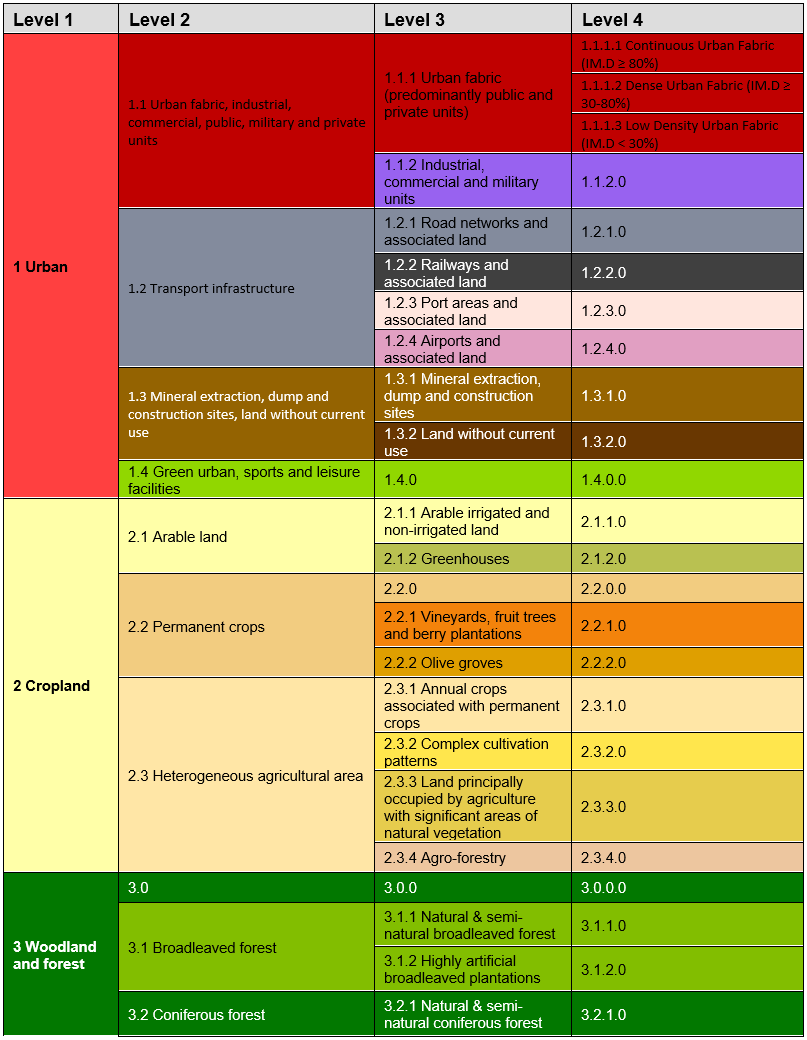 Level 1
Level 2
Level 3
Level 4
1 Urban
1.1 Urban fabric, industrial,
commercial, public, military and private
units
1.1.1 Urban fabric
(predominantly public and
private units)
1.1.1.1 Continuous Urban Fabric
(IM.D ≥ 80%)
1.1.1.2 Dense Urban Fabric (IM.D ≥
30-80%)
1.1.1.3 Low Density Urban Fabric
(IM.D < 30%)
1.1.2 Industrial,
commercial and military
units
1.1.2.0
1.2 Transport infrastructure
1.2.1 Road networks and
associated land
1.2.1.0
1.2.2 Railways and
associated land
1.2.2.0
1.2.3 Port areas and
associated land
1.2.3.0
1.2.4 Airports and
associated land
1.2.4.0
1.3 Mineral extraction, dump and
construction sites, land without current
use
1.3.1 Mineral extraction,
dump and construction
sites
1.3.1.0
1.3.2 Land without current
use
1.3.2.0
1.4 Green urban, sports and leisure
facilities
1.4.0
1.4.0.0
2 Cropland
2.1 Arable land
2.1.1 Arable irrigated and
non-irrigated land
2.1.1.0
2.1.2 Greenhouses
2.1.2.0
2.2 Permanent crops
2.2.0
2.2.0.0
2.2.1 Vineyards, fruit trees
and berry plantations
2.2.1.0
2.2.2 Olive groves
2.2.2.0
2.3 Heterogeneous agricultural area
2.3.1 Annual crops
associated with permanent
crops
2.3.1.0
2.3.2 Complex cultivation
patterns
2.3.2.0
2.3.3 Land principally
occupied by agriculture
with significant areas of
natural vegetation
2.3.3.0
2.3.4 Agro-forestry
2.3.4.0
3 Woodland
and forest
3.0
3.0.0
3.0.0.0
3.1 Broadleaved forest
3.1.1 Natural & semi-
natural broadleaved forest
3.1.1.0
3.1.2 Highly artificial
broadleaved plantations
3.1.2.0
3.2 Coniferous forest
3.2.1 Natural & semi-
natural coniferous forest
3.2.1.0